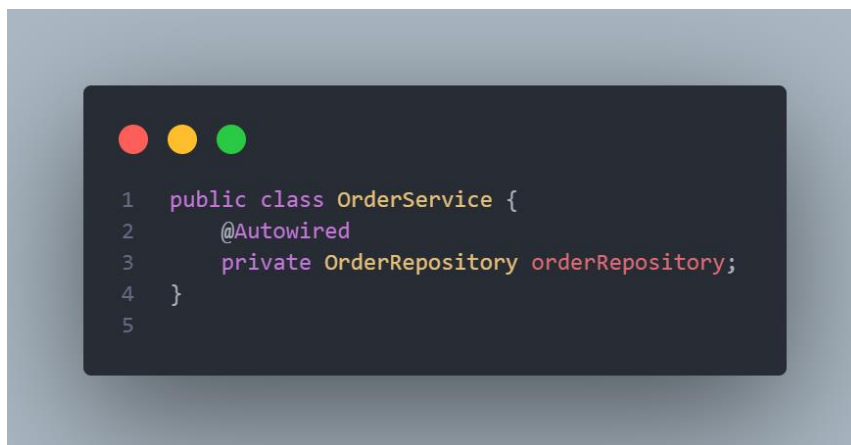 1 public class OrderService {
2 @Autowired
3 private OrderRepository orderRepository;
4 }
5